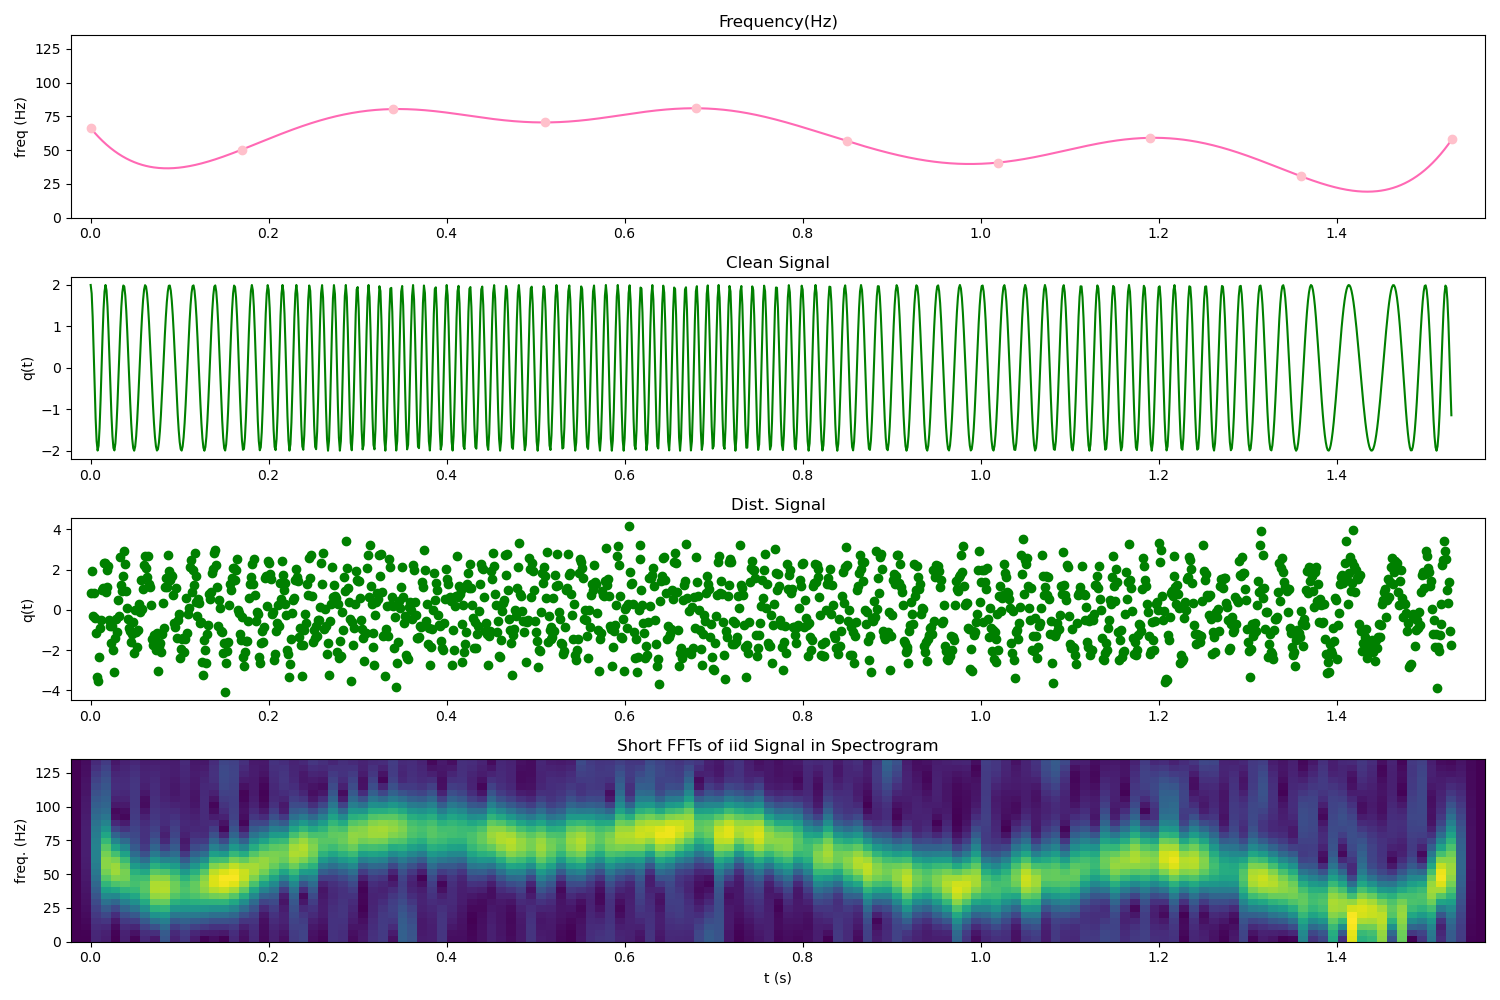 Frequency(Hz)
freq (Hz)
125
100
75
50
25
0
0.0 0.2 0.4 0.6 0.8 1.0 1.2 1.4
Clean Signal
q(t)
2
1
0
−1
−2
0.0 0.2 0.4 0.6 0.8 1.0 1.2 1.4
Dist. Signal
q(t)
4
2
0
−2
−4
0.0 0.2 0.4 0.6 0.8 1.0 1.2 1.4
Short FFTs of iid Signal in Spectrogram
freq. (Hz)
125
100
75
50
25
0
0.0 0.2 0.4 0.6 0.8 1.0 1.2 1.4
t (s)